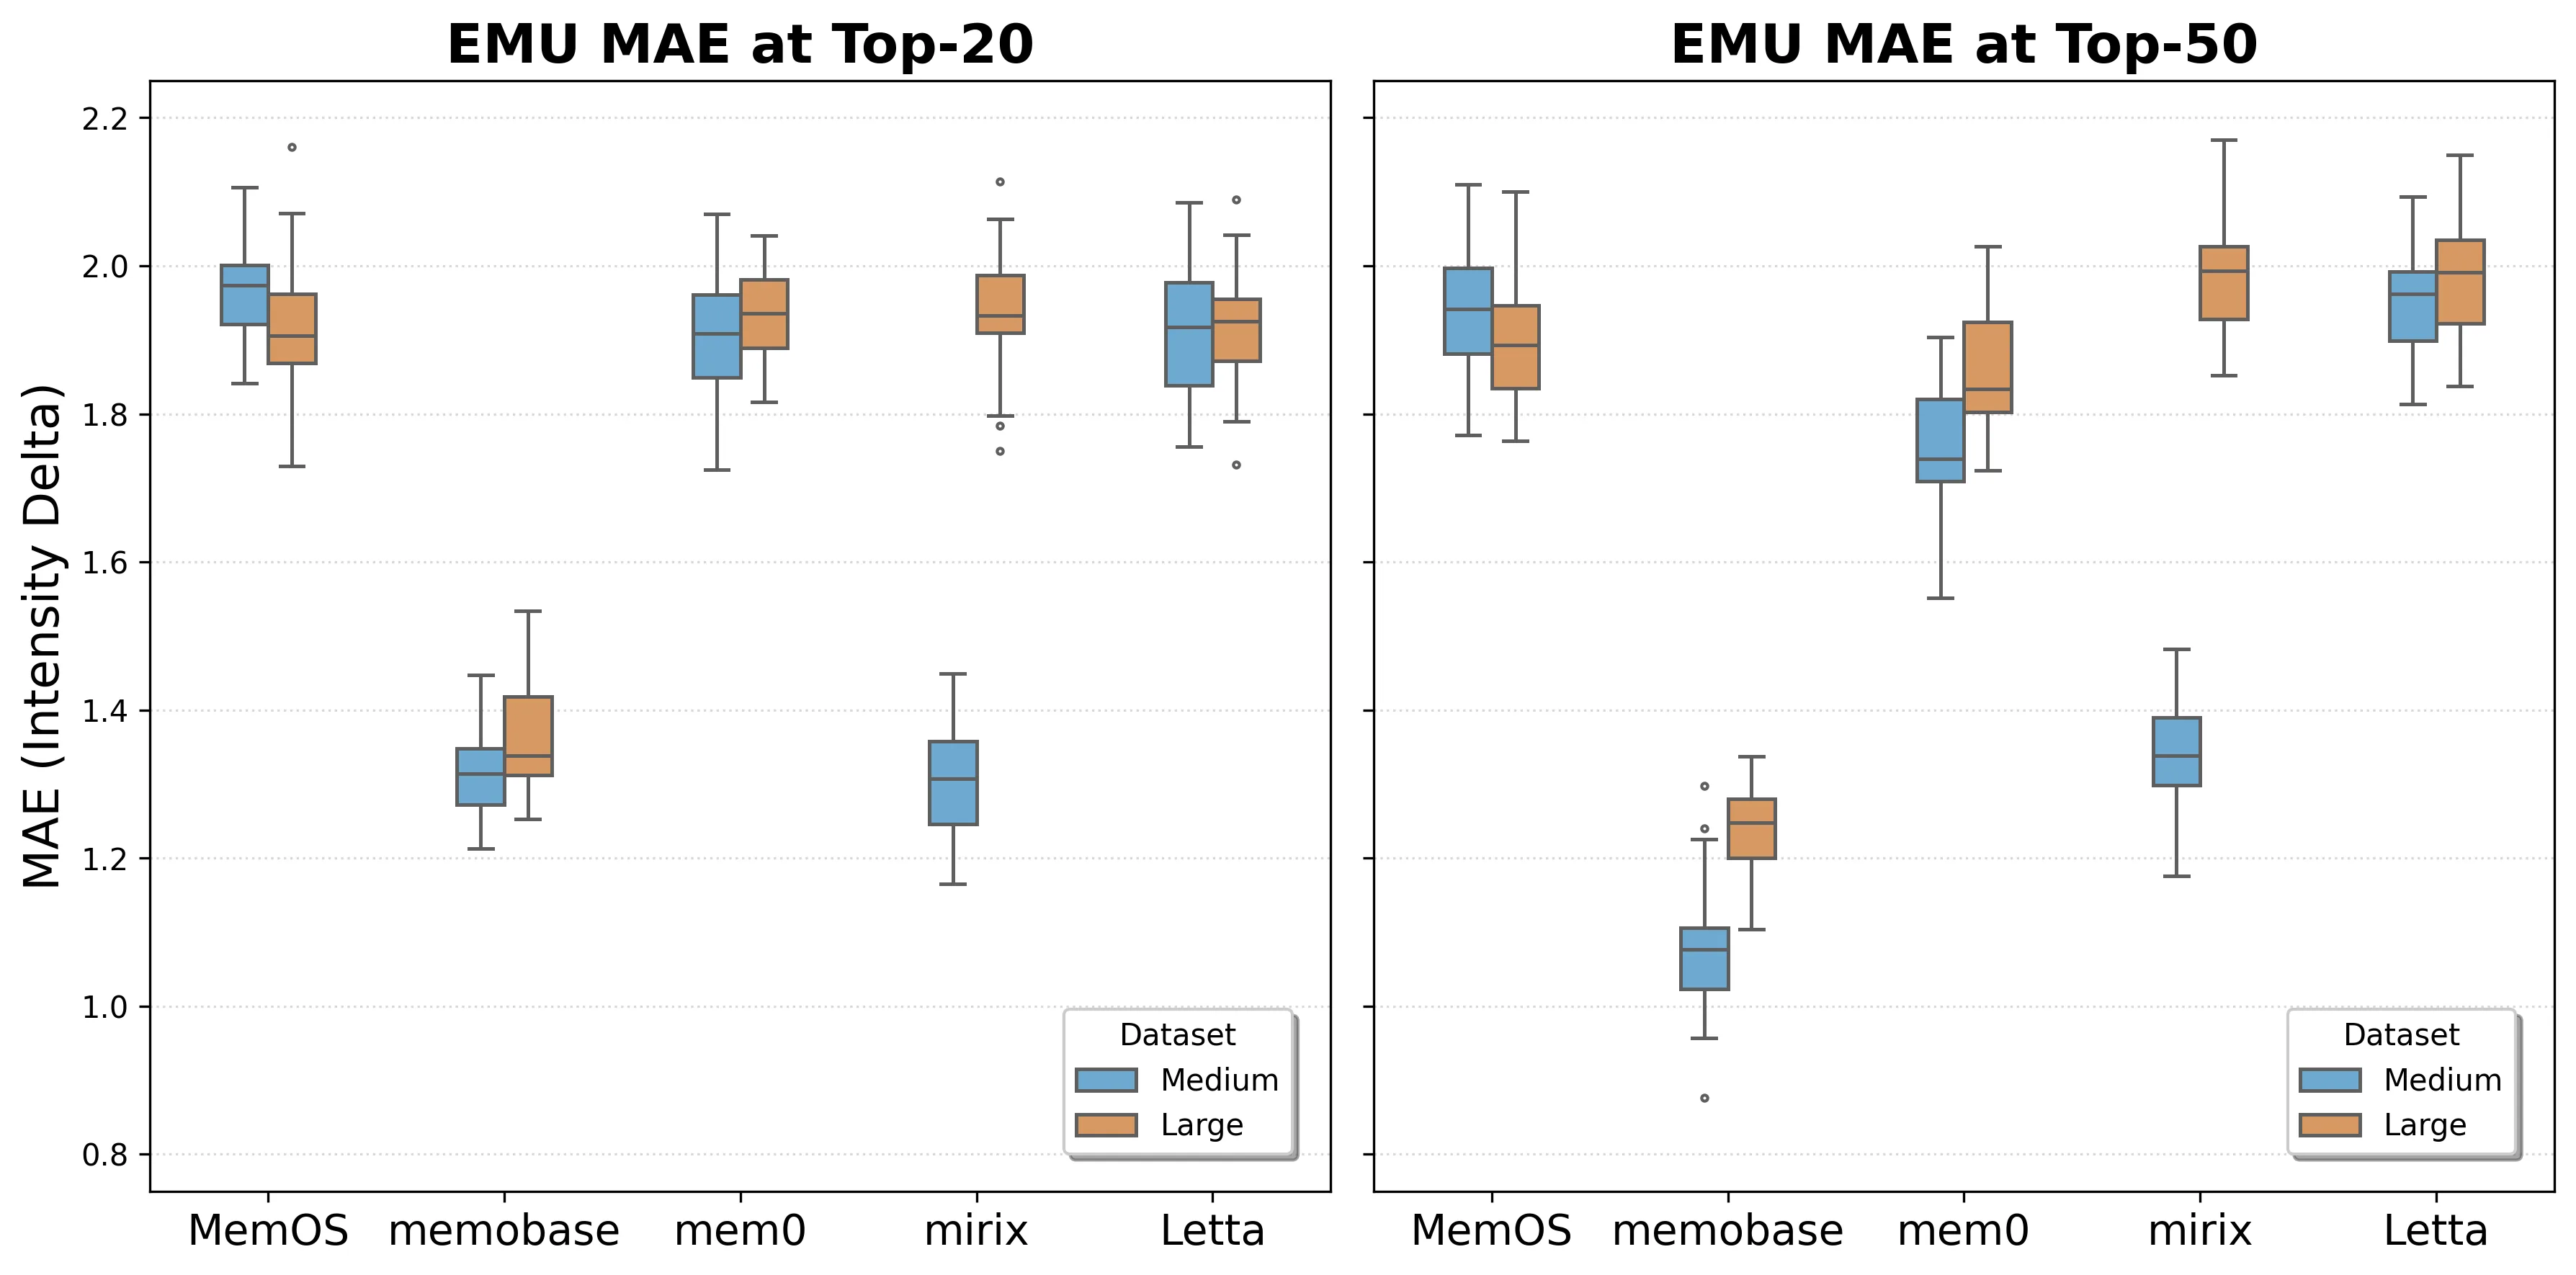 EMU MAE at Top-20
EMU MAE at Top-50
MAE (Intensity Delta)
2.2
2.0
1.8
1.6
1.4
1.2
1.0
0.8
Dataset
Medium
Large
Dataset
Medium
Large
MemOS memobase mem0 mirix Letta
MemOS memobase mem0 mirix Letta